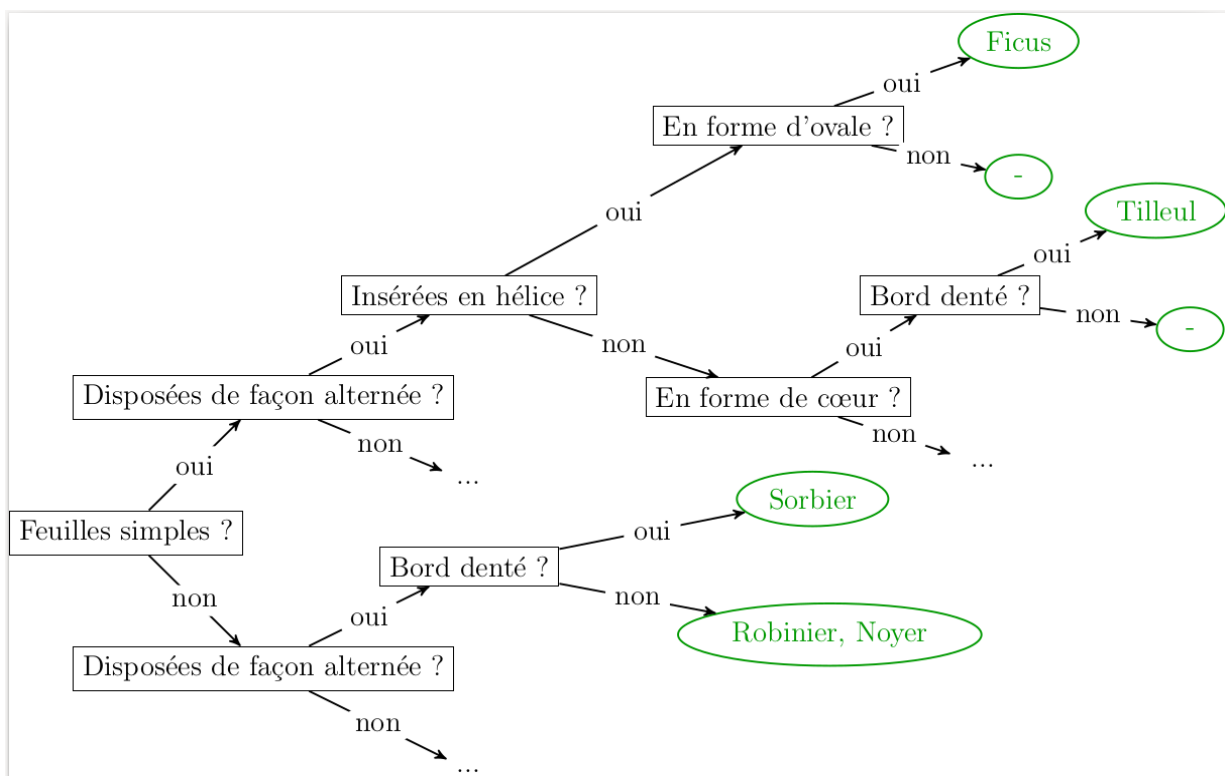 Ficus
oui
En forme d'ovale ?
non
-
Tilleul
oui
oui
Insérées en hélice ?
Bord denté ?
non
-
oui
non
oui
Disposées de façon alternée ?
En forme de cœur ?
non
non
...
oui
...
Sorbier
Feuilles simples ?
oui
Bord denté ?
non
non
oui
Robinier, Noyer
Disposées de façon alternée ?
non
...